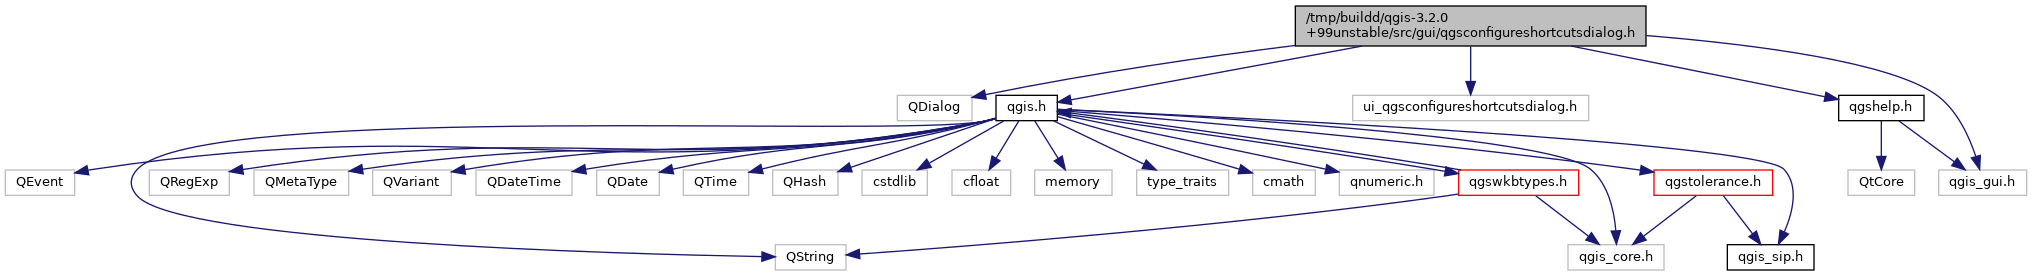 /tmp/buildd/qgis-3.2.0
+99unstable/src/gui/qgsconfigureshortcutsdialog.h
QDialog
qgis.h
ui_qgsconfigureshortcutsdialog.h
qgshelp.h
QEvent
QRegExp
QMetaType
QVariant
QDateTime
QDate
QTime
QHash
cstdlib
cfloat
memory
type_traits
cmath
qnumeric.h
qgswkbtypes.h
qgstolerance.h
QtCore
qgis_gui.h
QString
qgis_core.h
qgis_sip.h